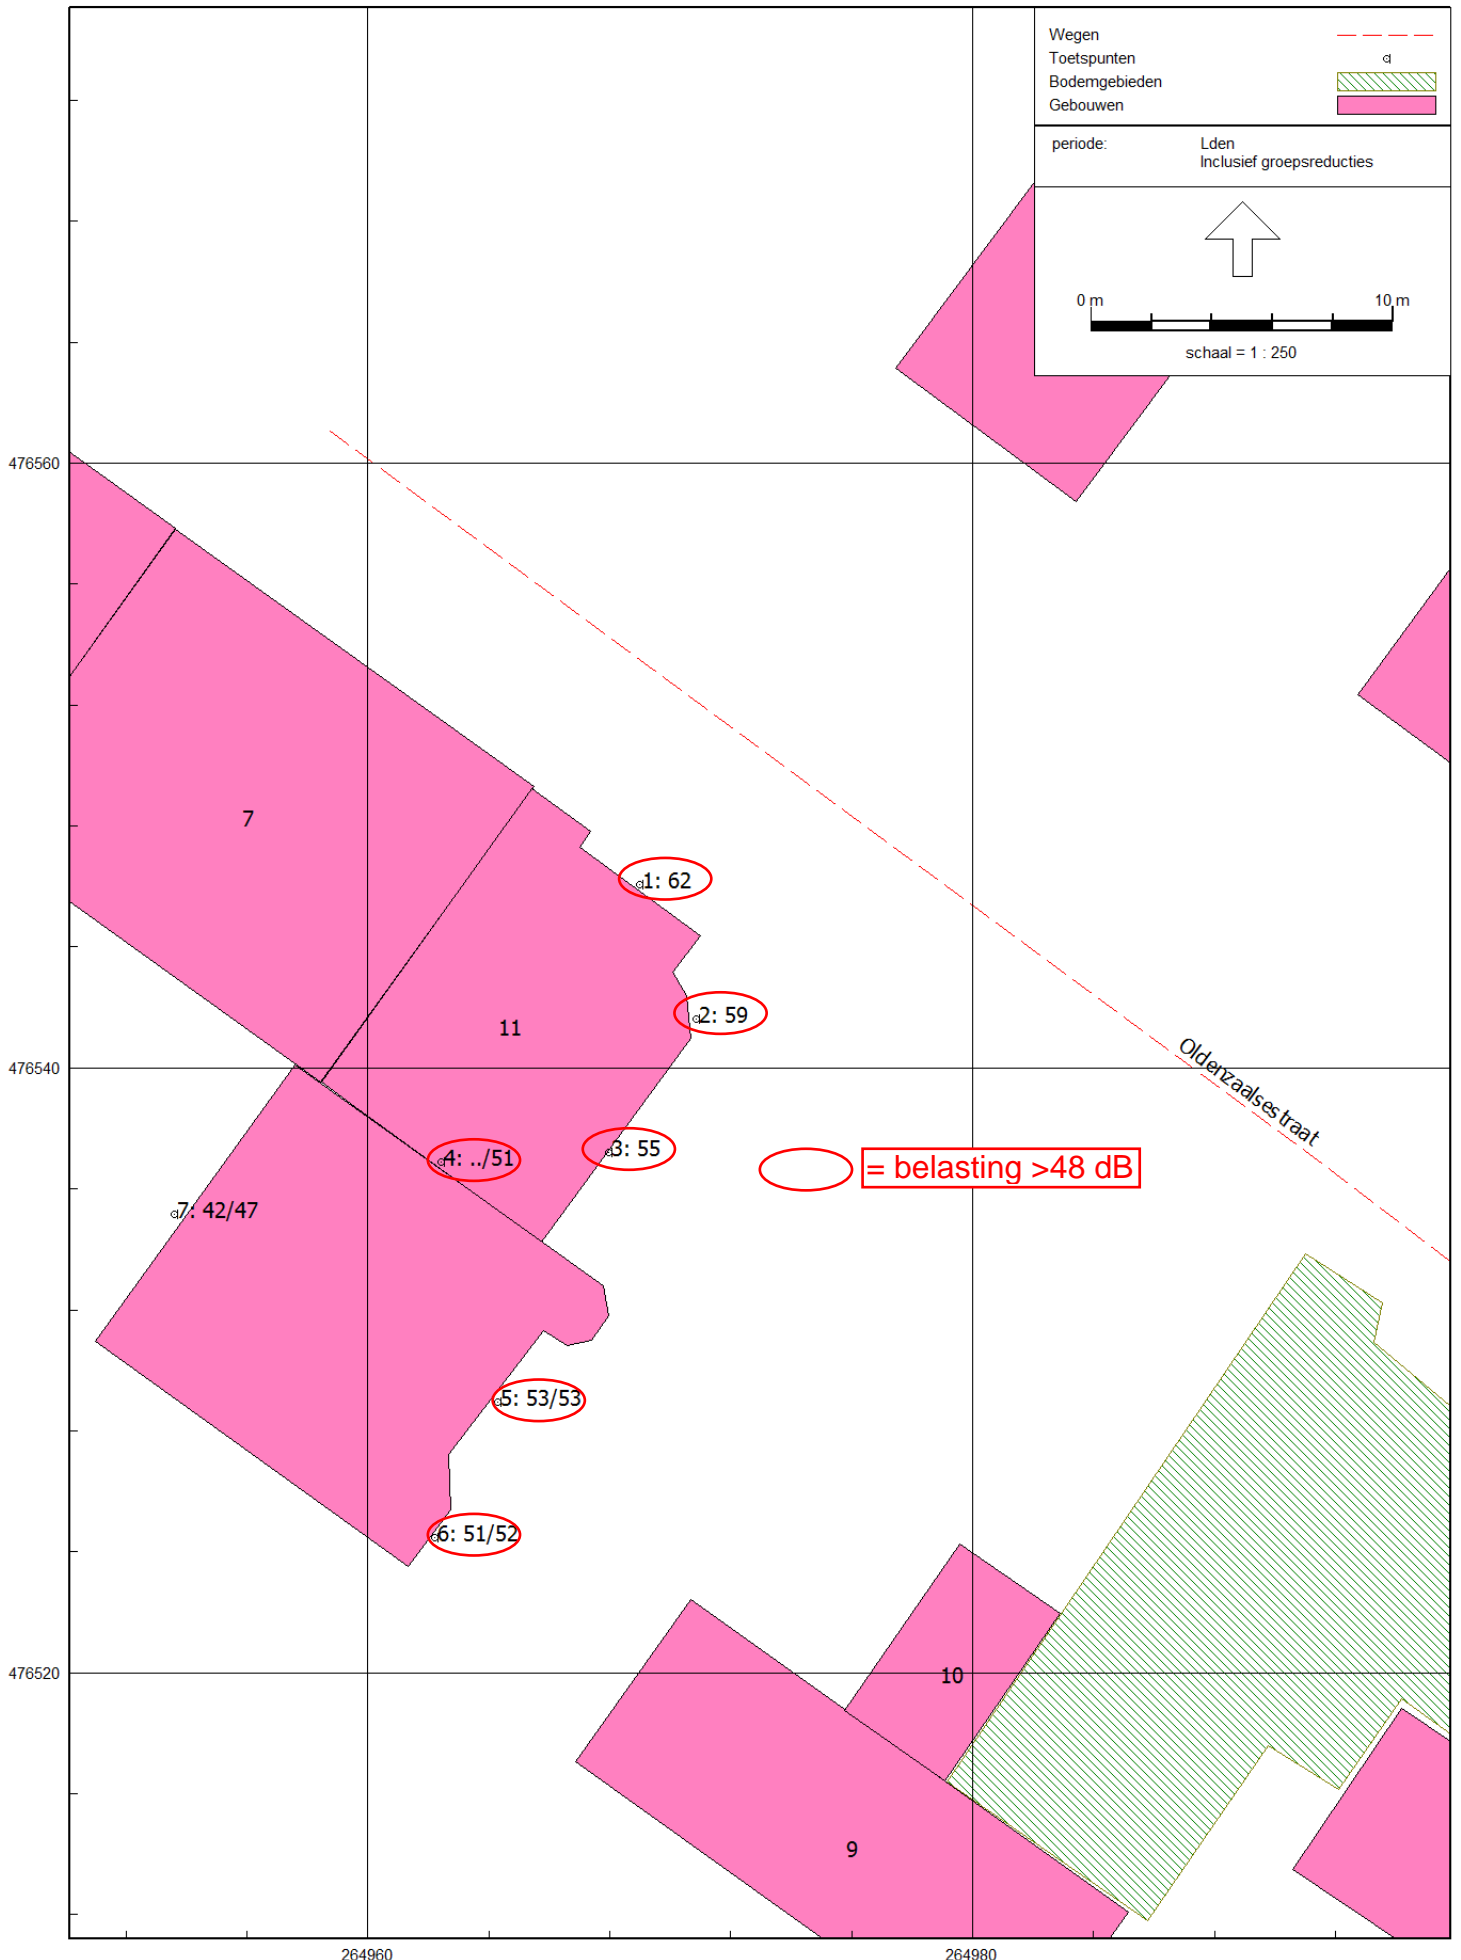 Wegen
Toetspunten
Bodemgebieden
Gebouwen
periode: Lden
Inclusief groepsreducties
0 m 10 m
schaal = 1 : 250
476560
7
1: 62
2: 59
11
476540
Oldenzaalsestraat
3: 55
4: ../51
= belasting >48 dB
7: 42/47
5: 53/53
6: 51/52
476520
10
9
264960 264980